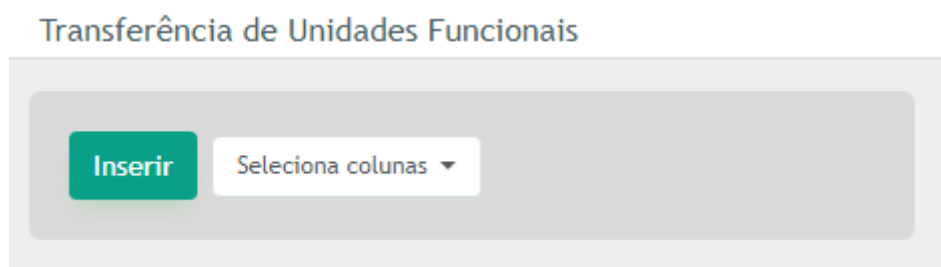 Transferência de Unidades Funcionais
Inserir
Seleciona colunas